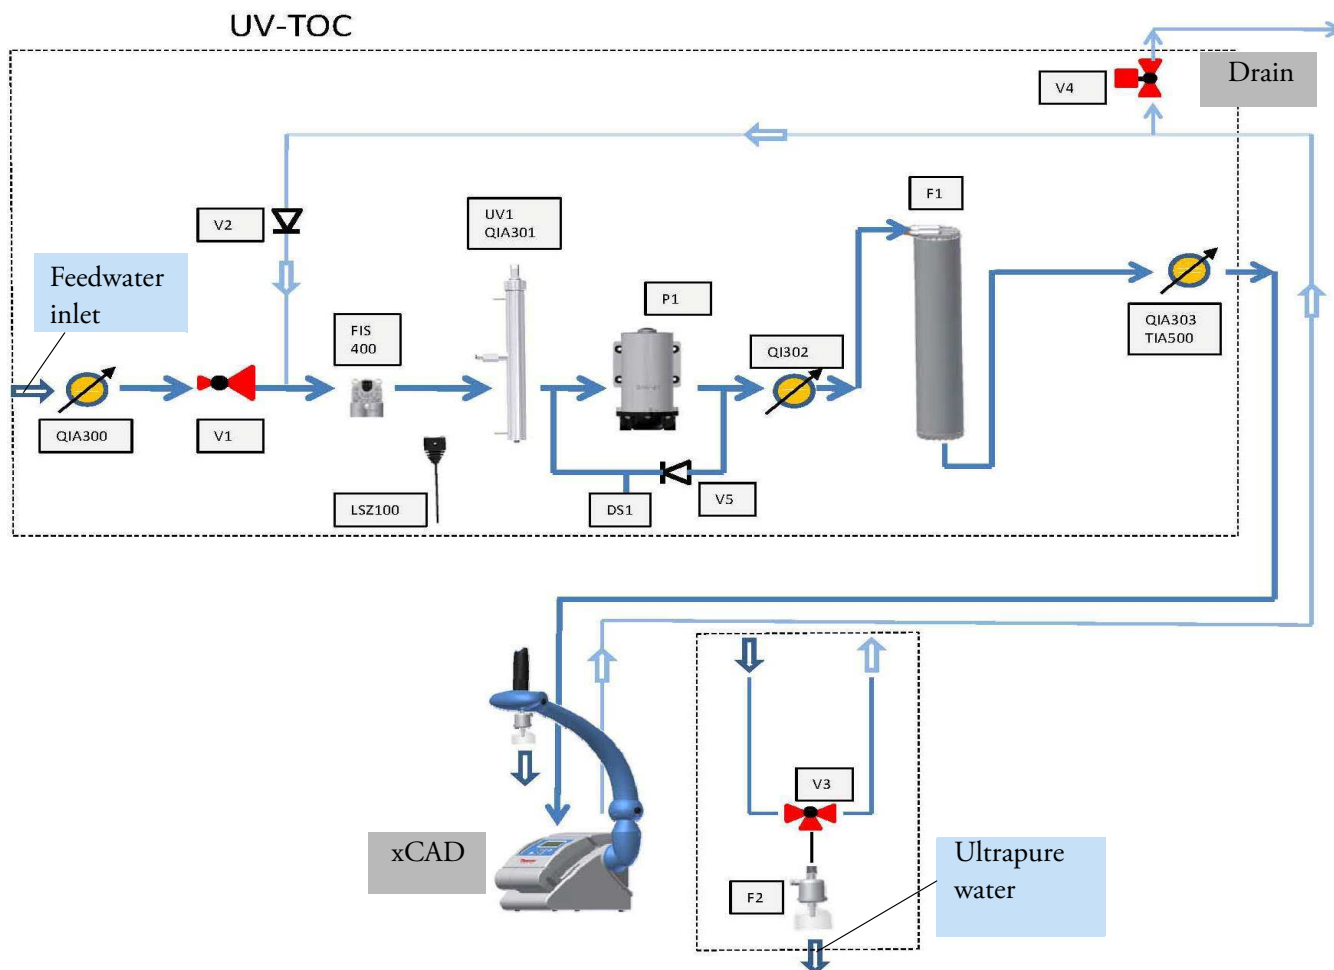 UV-TOC
V4
Drain
F1
V2
UV1
QIA301
Feedwater
inlet
P1
FIS
400
QI302
QIA303
TIA500
QIA300
V1
LSZ100
DS1
V5
V3
xCAD
F2
Ultrapure
water